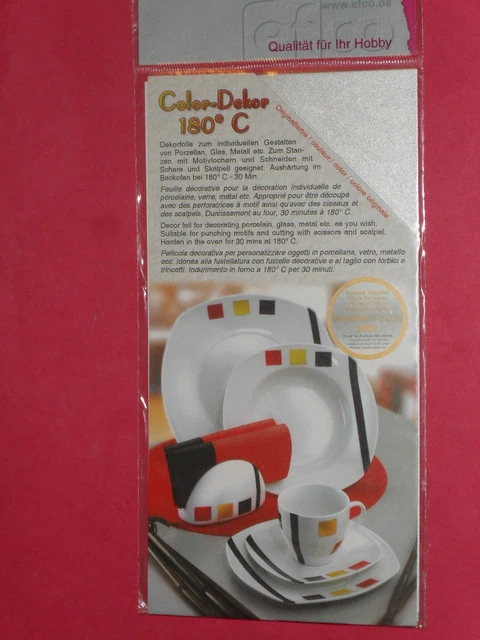 www.efco.de
efco
Qualität für Ihr Hobby
Color-Dekor
180° C
Originalfarbe / couleur / color / colore originale
Dekorfolie zum individuellen Gestalten
von Porzellan, Glas, Metall etc. Zum Stan-
zen mit Motivlochern und Schneiden mit
Schere und Skalpell geeignet. Aushärtung im
Backofen bei 180° C - 30 Min.
Feuille décorative pour la décoration individuelle de
porcelaine, verre, métal etc. Approprié pour être découpé
avec des perforatrices à motif ainsi qu'avec des ciseaux et
des scalpels. Durcissement au four, 30 minutes à 180° C.
Decor foil for decorating porcelain, glass, metal etc. as you wish.
Suitable for punching motifs and cutting with scissors and scalpel.
Harden in the oven for 30 mins at 180° C.
Pellicola decorativa per personalizzare oggetti in porcellana, vetro, metallo
ecc. Idonea alla fustellatura con fustelle decorative e al taglio con forbici e
trincetti. Indurimento in forno a 180° C per 30 minuti.